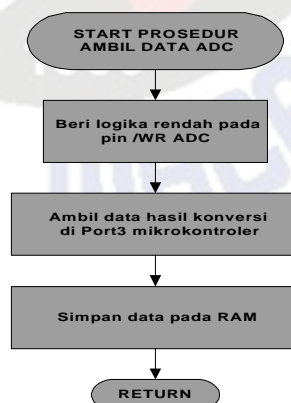 START PROSEDUR
AMBIL DATA ADC
Beri logika rendah pada
pin /WR ADC
Ambil data hasil konversi
di Port3 mikrokontroler
Simpan data pada RAM
RETURN